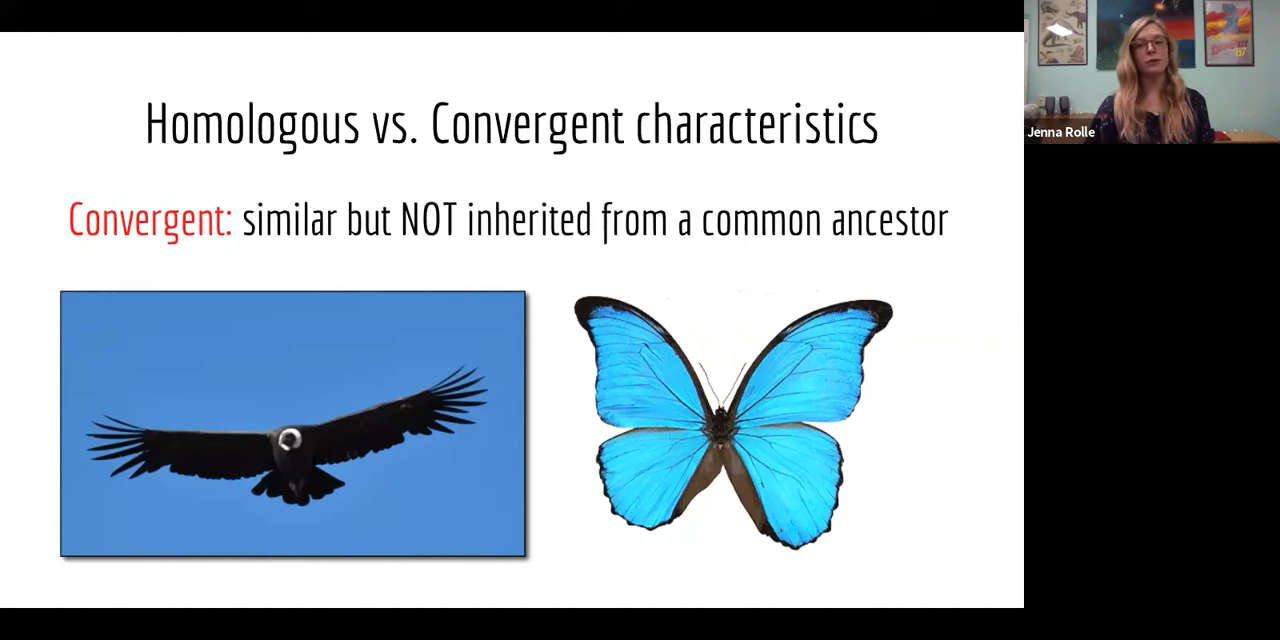 Homologous vs. Convergent characteristics
Convergent: similar but NOT inherited from a common ancestor
Jenna Rolle